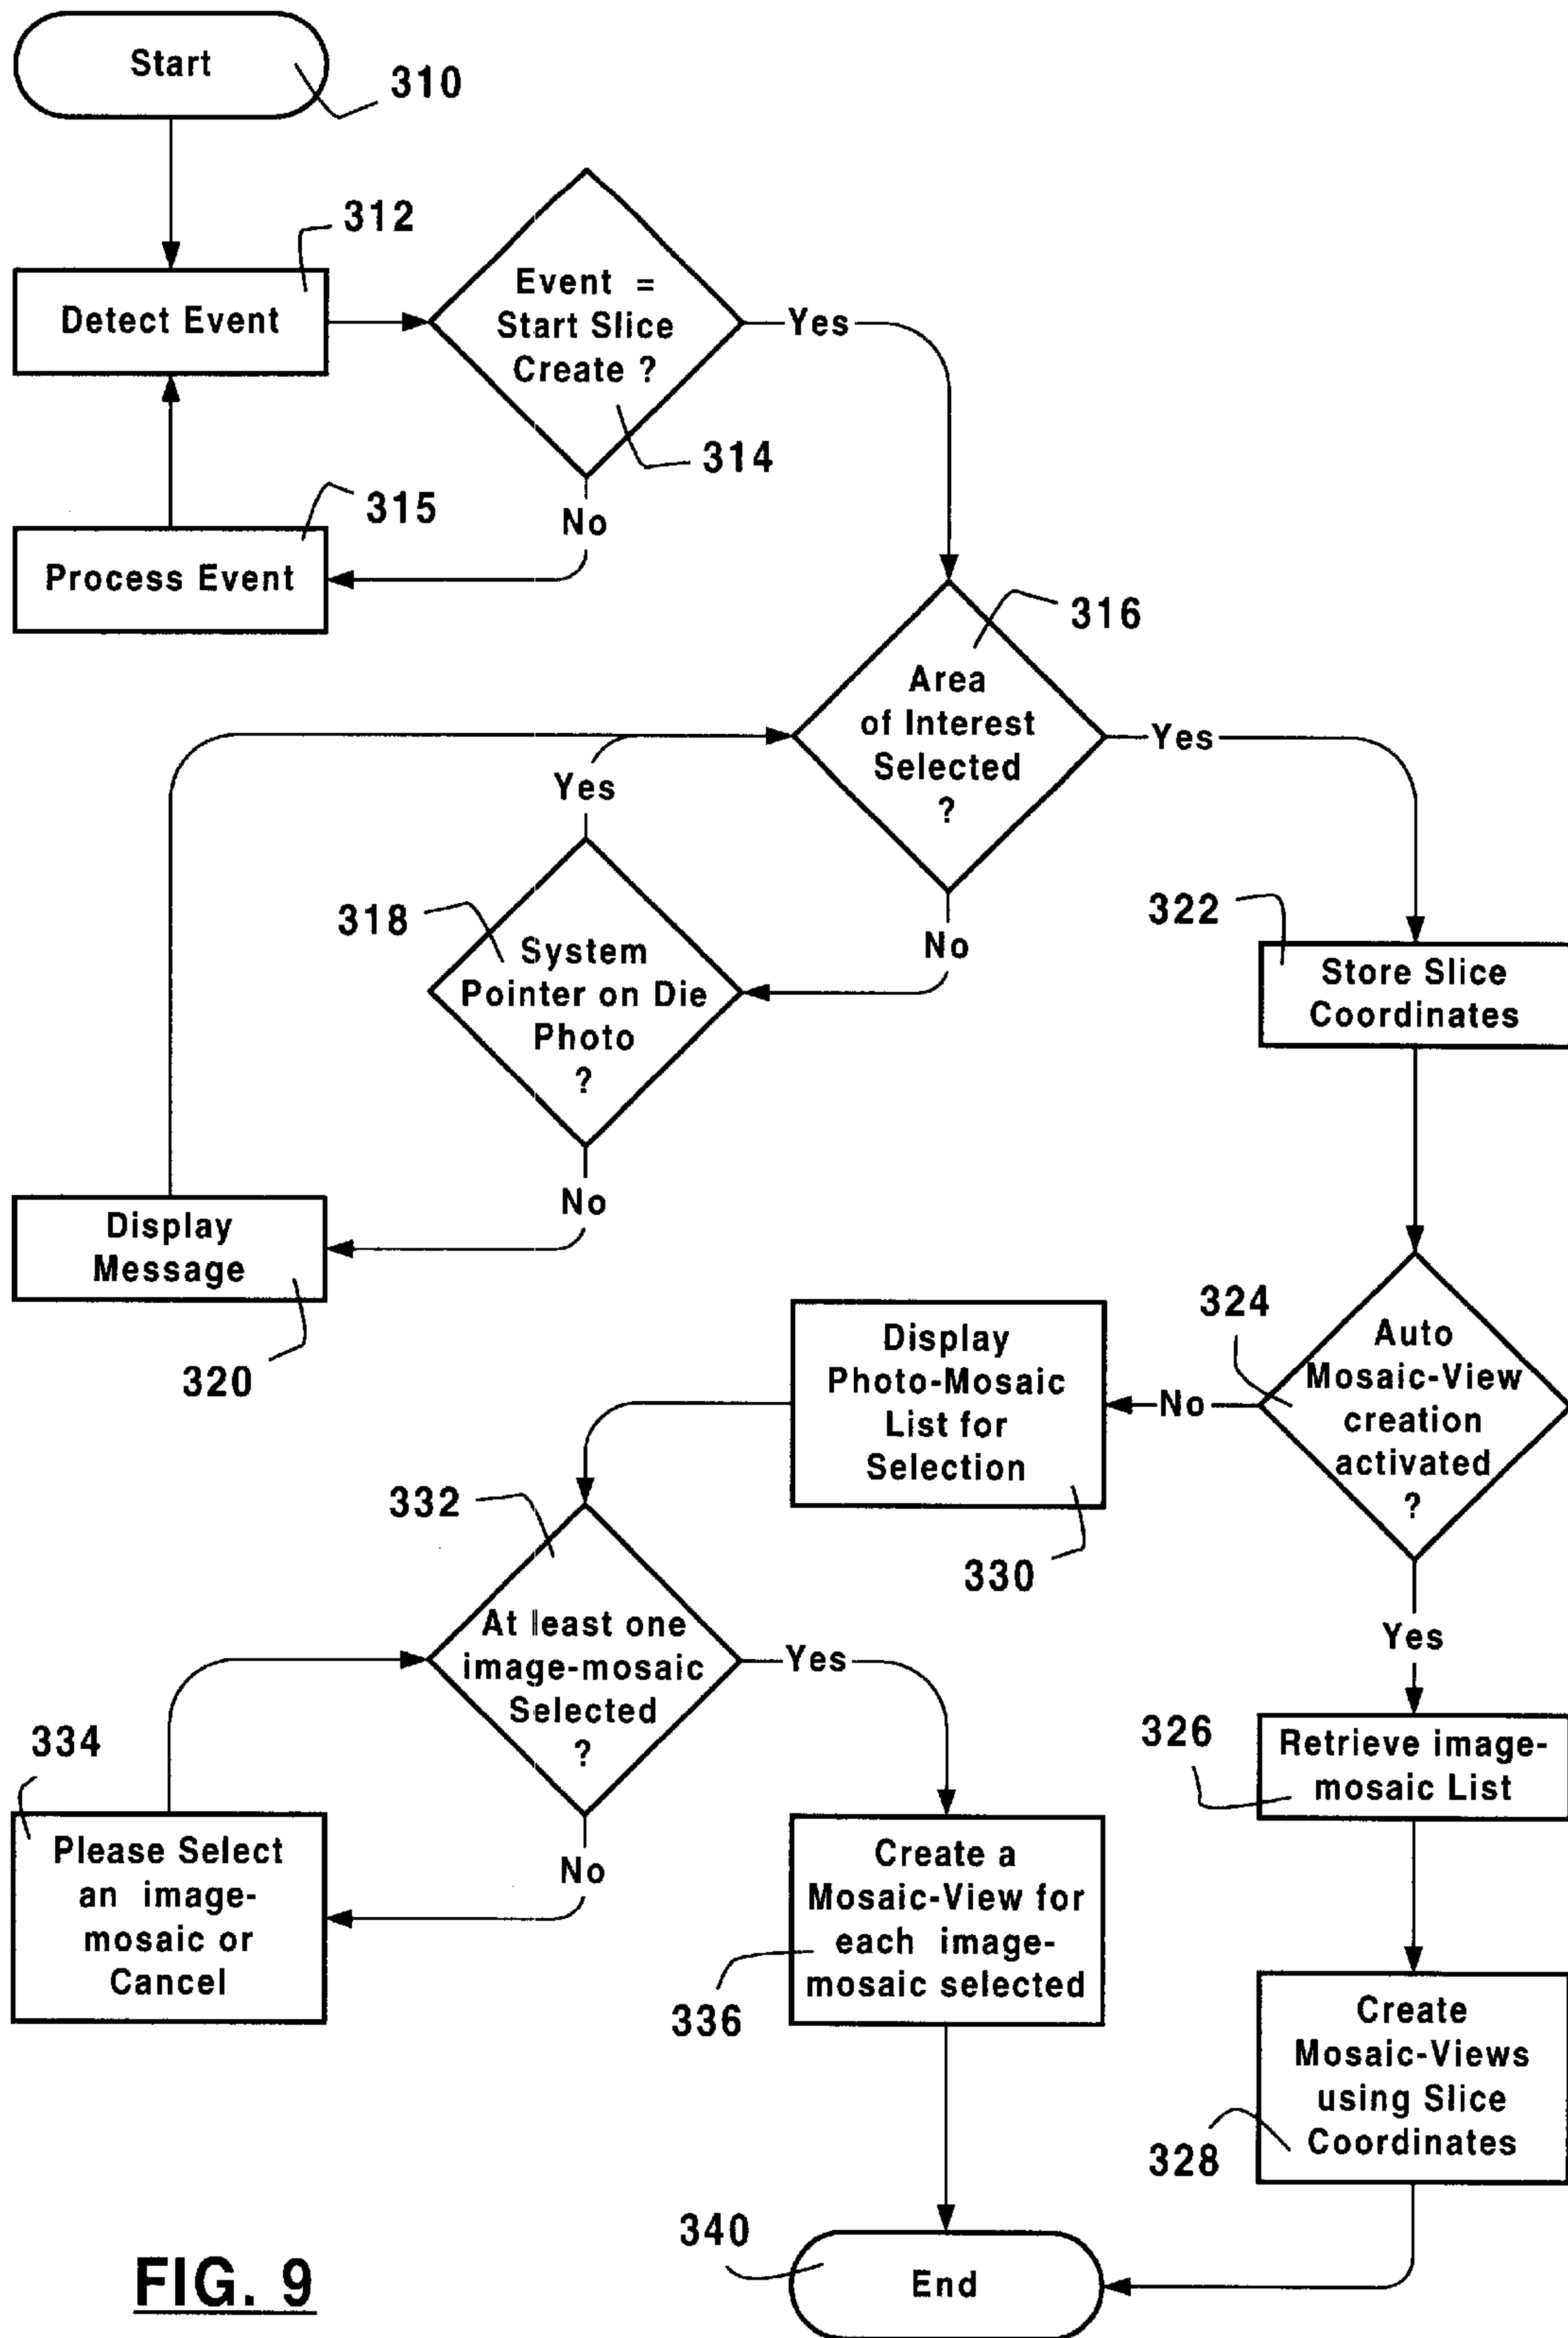 Start
310
312
Detect Event
Event =
Start Slice
Create ?
Yes
314
No
315
Process Event
316
Area
of Interest
Selected
?
Yes
Yes
No
318
System
Pointer on Die
Photo
?
322
Store Slice
Coordinates
No
Display
Message
320
324
Auto
Mosaic-View
creation
activated
?
No
Display
Photo-Mosaic
List for
Selection
330
Yes
332
At least one
image-mosaic
Selected
?
Yes
No
334
Please Select
an image-
mosaic or
Cancel
326
Retrieve image-
mosaic List
Create a
Mosaic-View for
each image-
mosaic selected
336
Create
Mosaic-Views
using Slice
Coordinates
328
340
End
FIG. 9